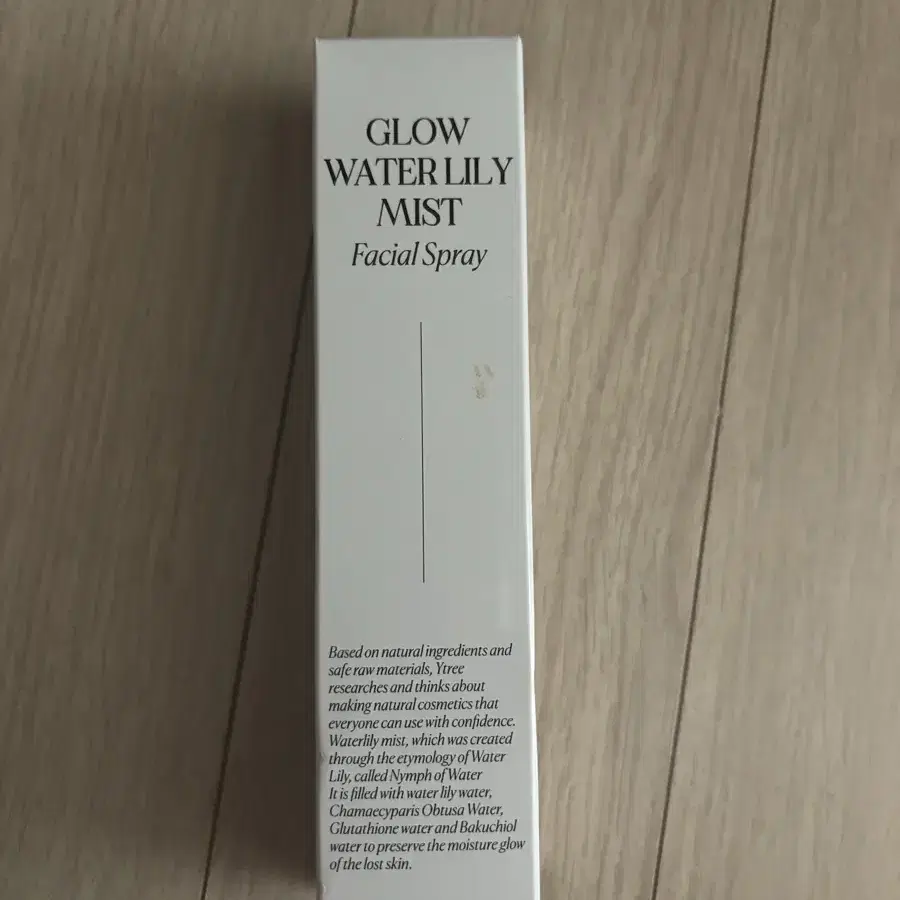 GLOW
WATER LILY
MIST
Facial Spray
Based on natural ingredients and
safe raw materials, Ytree
researches and thinks about
making natural cosmetics that
everyone can use with confidence.
Waterlily mist, which was created
through the etymology of Water
Lily, called Nymph of Water
It is filled with water lily water,
Chamaecyparis Obtusa Water,
Glutathione water and Bakuchiol
water to preserve the moisture glow
of the lost skin.